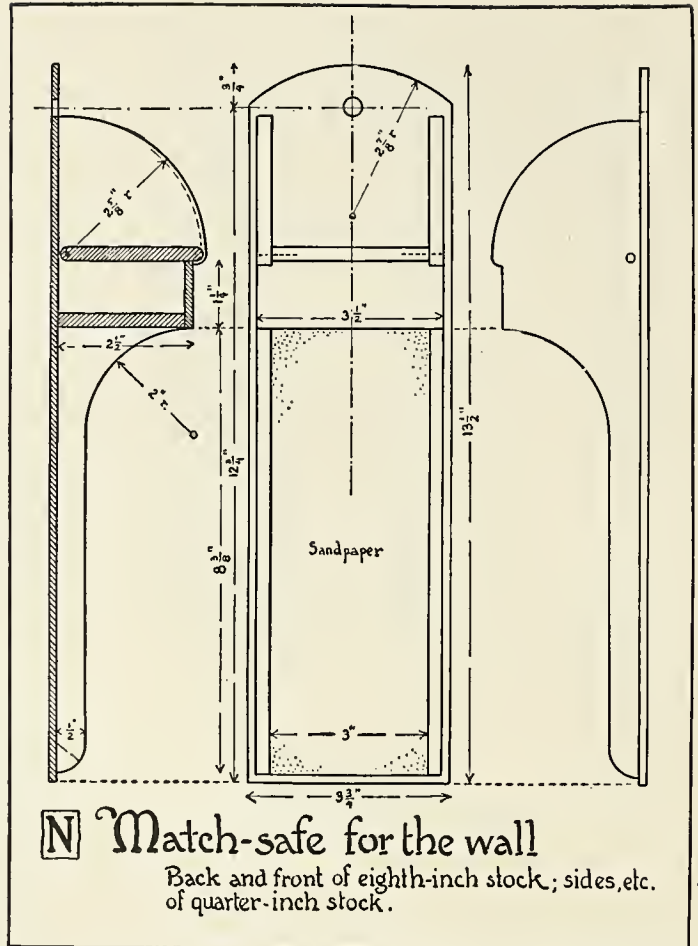 3/4"
2 7/8" r
2 5/8" r.
1 1/4"
3 1/2"
2 1/2"
2" r.
13 1/2"
12 3/4"
8 3/8"
Sandpaper
1/2"
3"
3 3/4"
N Match-safe for the wall
Back and front of eighth-inch stock; sides, etc.
of quarter-inch stock.